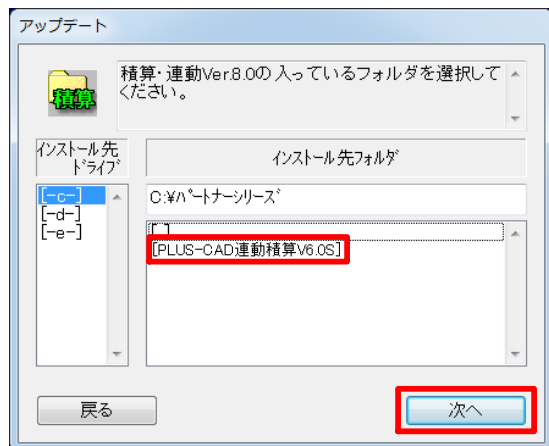 アップデート
積算
積算・連動Ver.8.0の入っているフォルダを選択して
ください。
インストール先
ドライブ
インストール先フォルダ
[-c-]
[-d-]
[-e-]
C:¥パートナーシリーズ
[..]
[PLUS-CAD連動積算V6.0S]
戻る
次へ